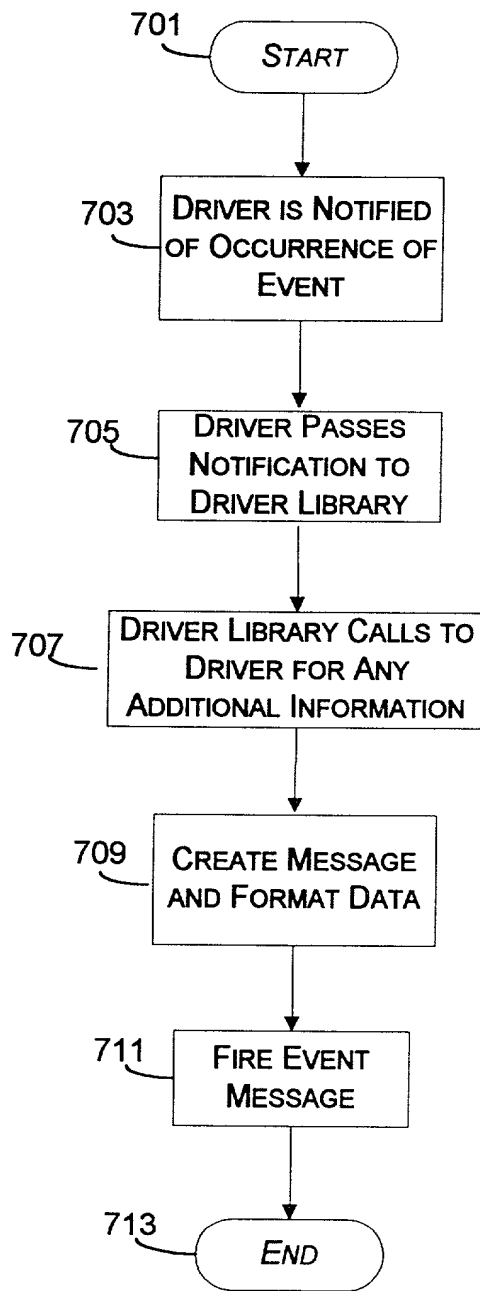 701
START
703
DRIVER IS NOTIFIED
OF OCCURRENCE OF
EVENT
705
DRIVER PASSES
NOTIFICATION TO
DRIVER LIBRARY
707
DRIVER LIBRARY CALLS TO
DRIVER FOR ANY
ADDITIONAL INFORMATION
709
CREATE MESSAGE
AND FORMAT DATA
711
FIRE EVENT
MESSAGE
713
END